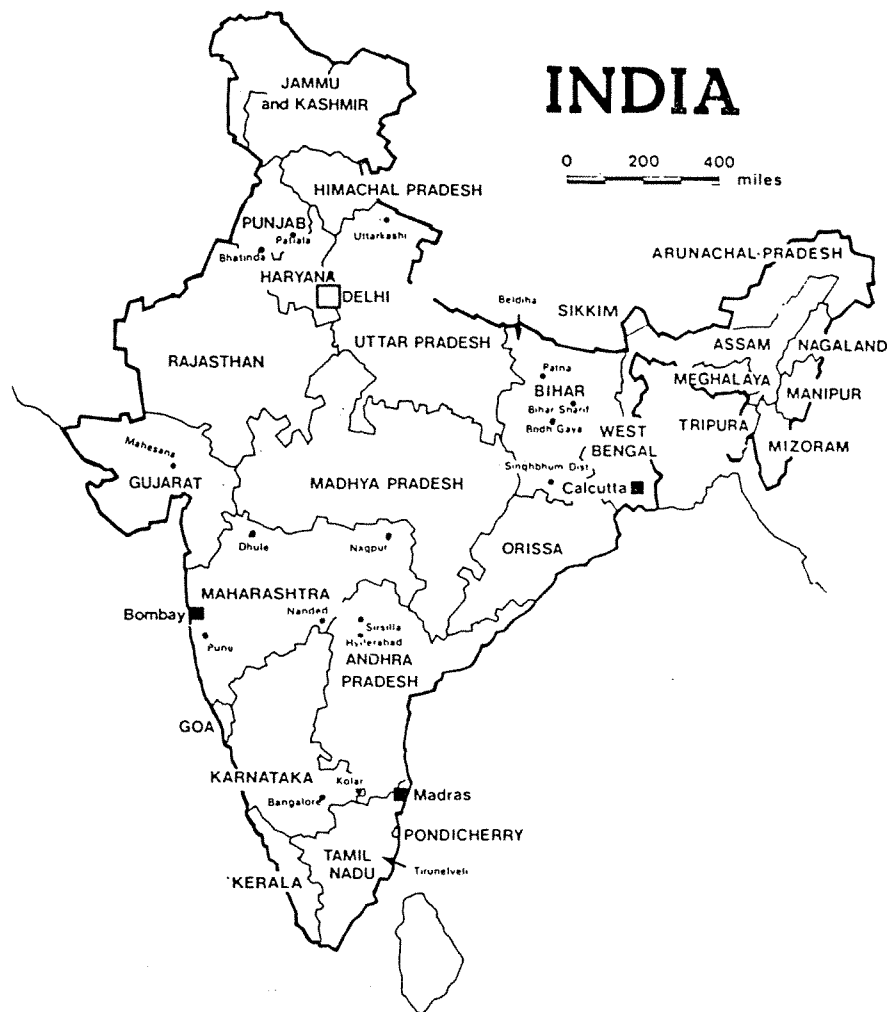 INDIA
JAMMU
and KASHMIR
0 200 400
miles
HIMACHAL PRADESH
PUNJAB
Patiala
Bhatinda
Uttarkashi
HARYANA
DELHI
ARUNACHAL-PRADESH
Beldiha
SIKKIM
UTTAR PRADESH
RAJASTHAN
ASSAM
NAGALAND
Patna
MEGHALAYA
BIHAR
MANIPUR
Bihar Sharif
Bodh Gaya
WEST
BENGAL
TRIPURA
MIZORAM
Mahesana
GUJARAT
MADHYA PRADESH
Singhbhum Dist.
Calcutta
Dhule
Nagpur
ORISSA
MAHARASHTRA
Bombay
Nanded
Sirsilla
Hyderabad
Pune
ANDHRA
PRADESH
GOA
KARNATAKA
Kolar
Bangalore
Madras
PONDICHERRY
TAMIL
NADU
Tirunelveli
KERALA